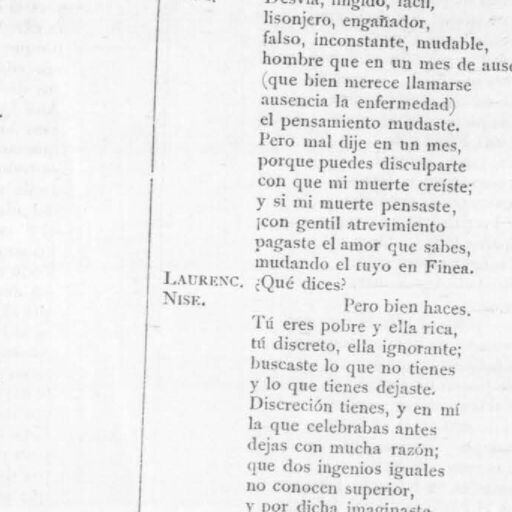 Desvía, fingido, fácil,
lisonjero, engañador,
falso, inconstante, mudable,
hombre que en un mes de
(que bien merece llamarse
ausencia la enfermedad)
el pensamiento mudaste.
Pero mal dije en un mes,
porque puedes disculparte
con que mi muerte creíste;
y si mi muerte pensaste,
¡con gentil atrevimiento
pagaste el amor que sabes,
mudando el tuyo en Finea.
LAURENC. ¿Qué dices?
NISE. Pero bien haces.
Tú eres pobre y ella rica,
tú discreto, ella ignorante;
buscaste lo que no tienes
y lo que tienes dejaste.
Discreción tienes, y en mí
la que celebrabas antes
dejas con mucha razón;
que dos ingenios iguales
no conocen superior,
y por dicha imaginaste